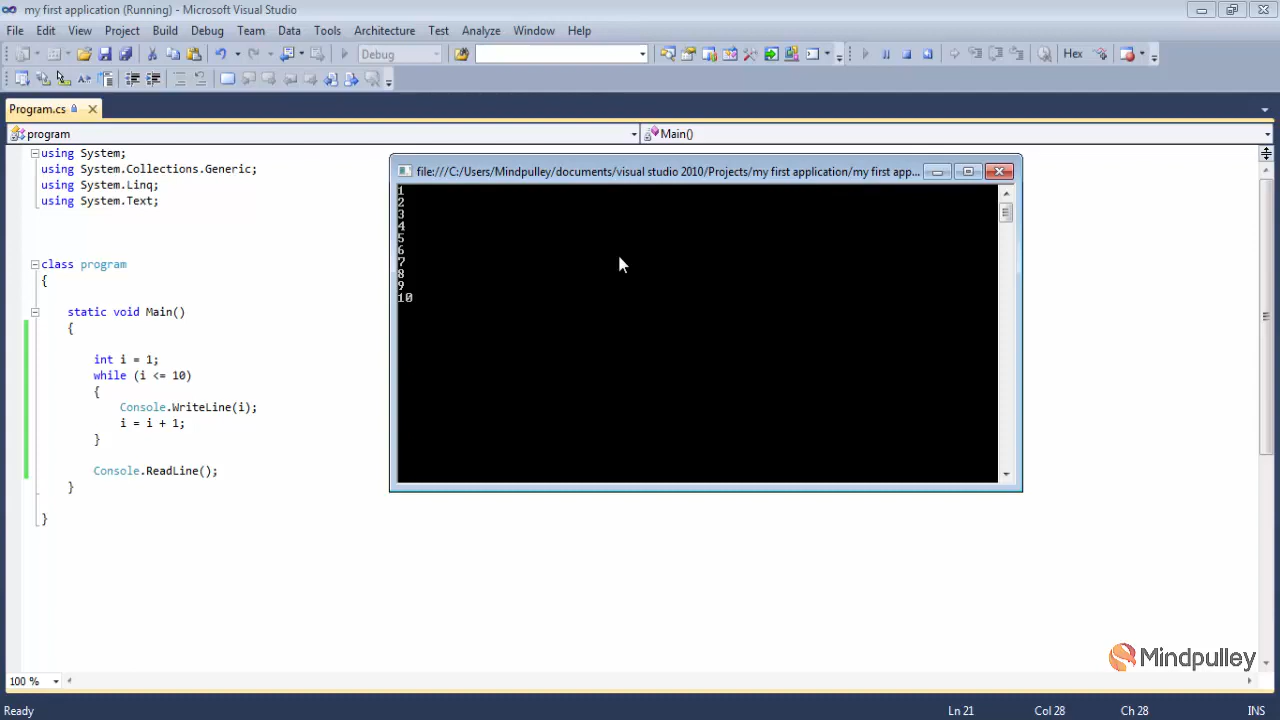 my first application (Running) - Microsoft Visual Studio
File Edit View Project Build Debug Team Data Tools Architecture Test Analyze Window Help
Debug
Hex
Program.cs
program
Main()
using System;
using System.Collections.Generic;
using System.Linq;
using System.Text;
class program
{
static void Main()
{
int i = 1;
while (i <= 10)
{
Console.WriteLine(i);
i = i + 1;
}
Console.ReadLine();
}
}
file:///C:/Users/Mindpulley/documents/visual studio 2010/Projects/my first application/my first app...
1
2
3
4
5
6
7
8
9
10
Mindpulley
100 %
Ready
Ln 21
Col 28
Ch 28
INS